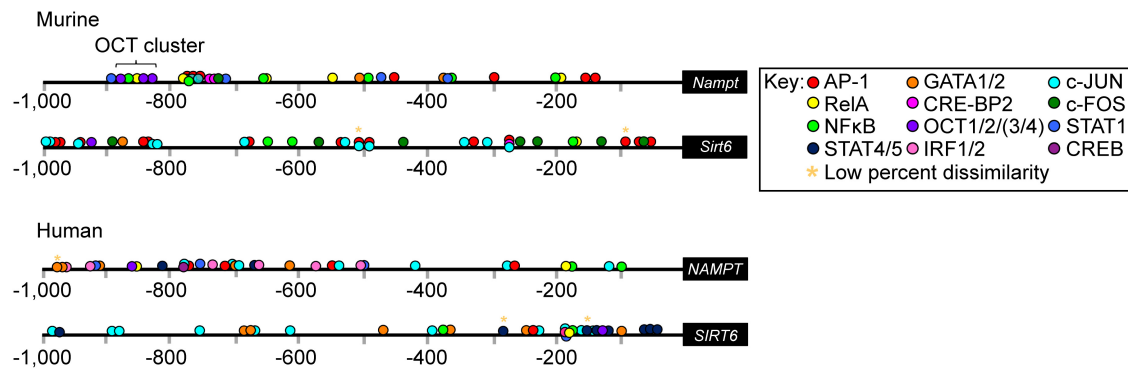 Murine
OCT cluster
Nampt
-1,000 -800 -600 -400 -200
*
*
Sirt6
-1,000 -800 -600 -400 -200
Key: AP-1 GATA1/2 c-JUN
RelA CRE-BP2 c-FOS
NFκB OCT1/2/(3/4) STAT1
STAT4/5 IRF1/2 CREB
* Low percent dissimilarity
Human
*
NAMPT
-1,000 -800 -600 -400 -200
*
*
SIRT6
-1,000 -800 -600 -400 -200